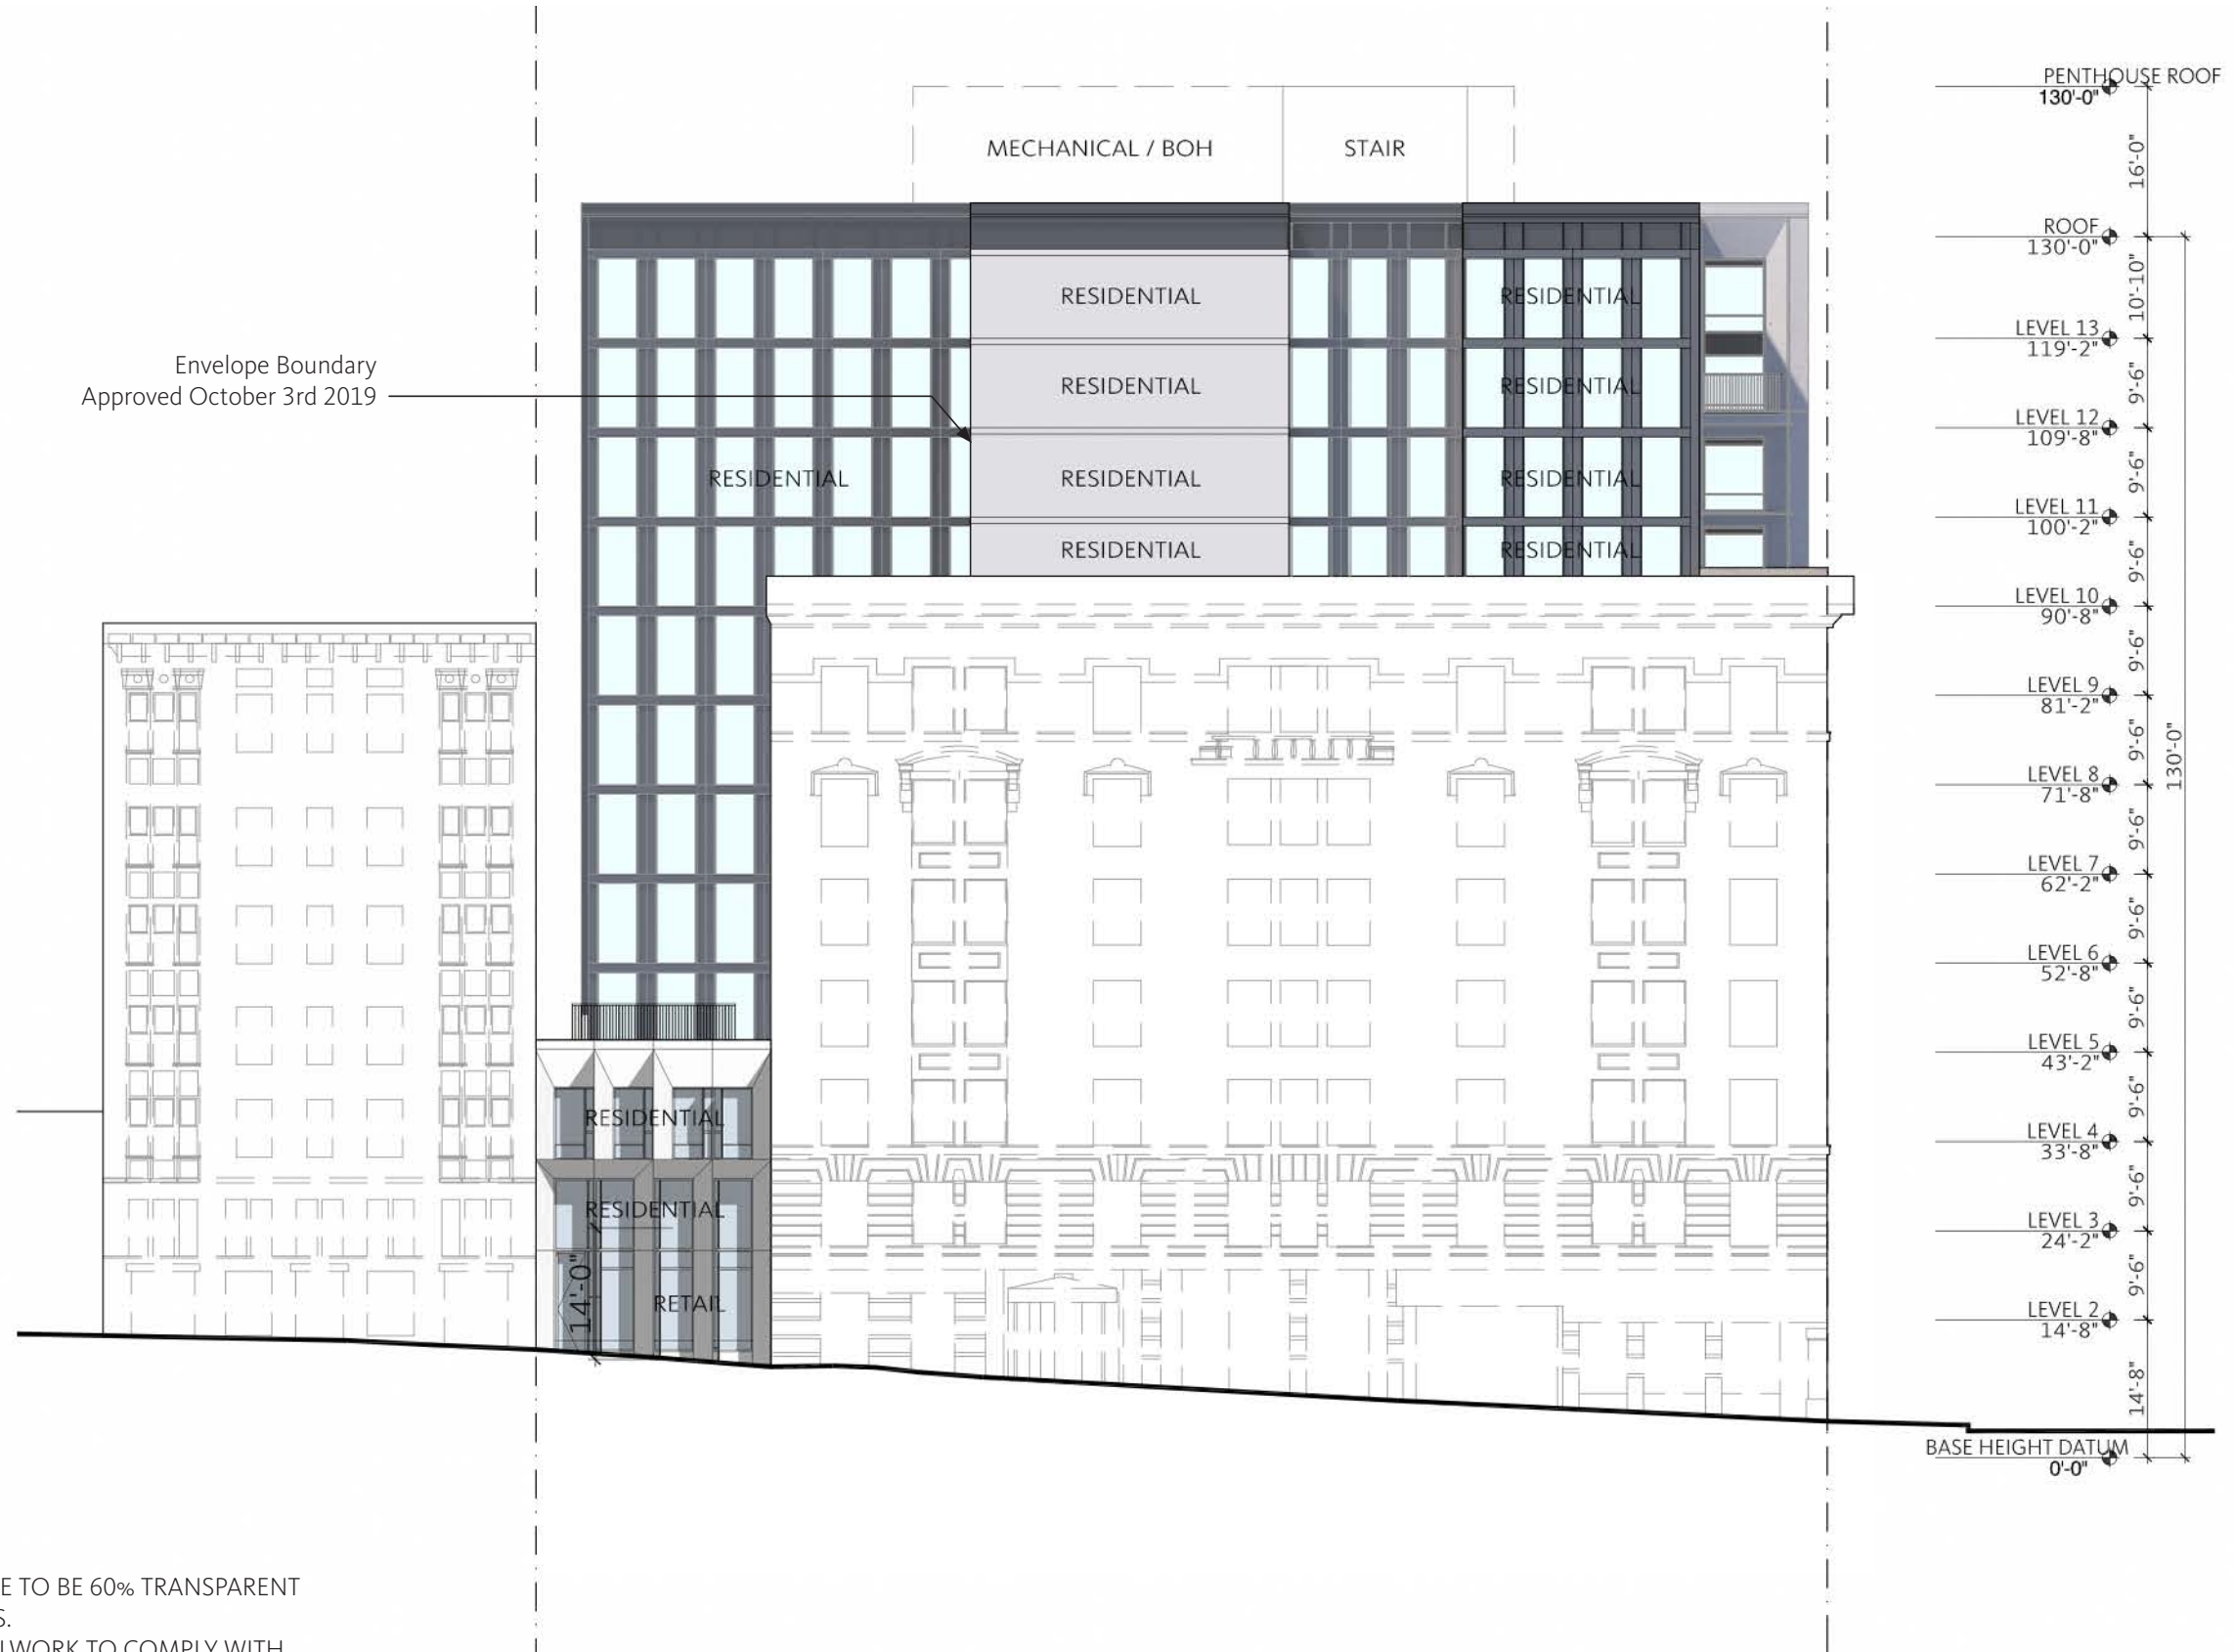 PENTHOUSE ROOF
130'-0"
MECHANICAL / BOH
STAIR
16'-0"
ROOF
130'-0"
RESIDENTIAL
RESIDENTIAL
10'-10"
LEVEL 13
119'-2"
Envelope Boundary
Approved October 3rd 2019
RESIDENTIAL
RESIDENTIAL
9'-6"
LEVEL 12
109'-8"
RESIDENTIAL
RESIDENTIAL
RESIDENTIAL
9'-6"
LEVEL 11
100'-2"
RESIDENTIAL
RESIDENTIAL
9'-6"
LEVEL 10
90'-8"
9'-6"
LEVEL 9
81'-2"
9'-6"
130'-0"
LEVEL 8
71'-8"
9'-6"
LEVEL 7
62'-2"
9'-6"
LEVEL 6
52'-8"
9'-6"
LEVEL 5
43'-2"
9'-6"
RESIDENTIAL
LEVEL 4
33'-8"
9'-6"
RESIDENTIAL
LEVEL 3
24'-2"
9'-6"
14'-0"
RETAIL
LEVEL 2
14'-8"
14'-8"
BASE HEIGHT DATUM
0'-0"
E TO BE 60% TRANSPARENT
S.
LWORK TO COMPLY WITH